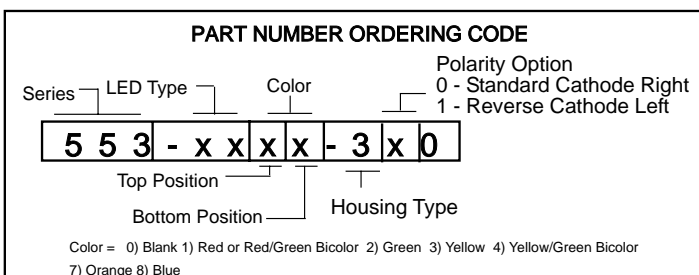 PART NUMBER ORDERING CODE
Polarity Option
0 - Standard Cathode Right
1 - Reverse Cathode Left
Series
LED Type
Color
5 5 3 - x x x x - 3 x 0
Top Position
Bottom Position
Housing Type
Color = 0) Blank 1) Red or Red/Green Bicolor 2) Green 3) Yellow 4) Yellow/Green Bicolor
7) Orange 8) Blue